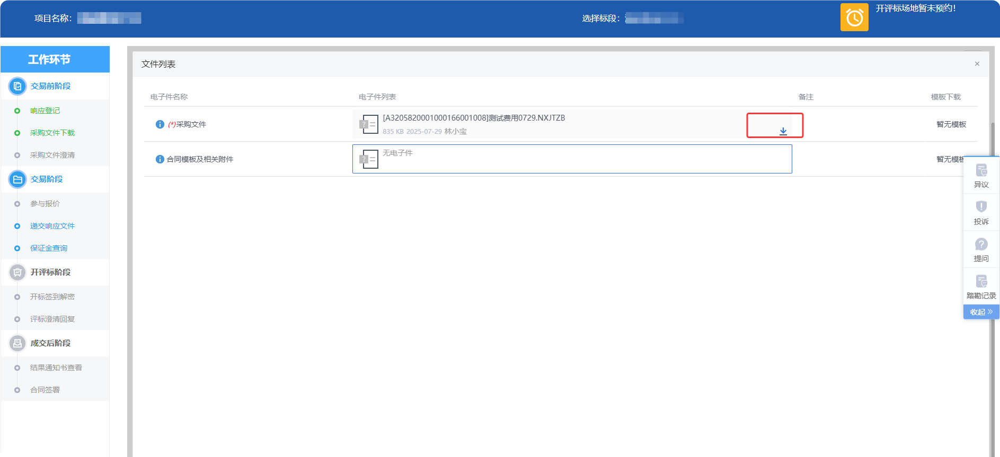 项目名称：
选择标段：
开评标场地暂未预约！
工作环节
交易前阶段
响应登记
采购文件下载
采购文件澄清
交易阶段
参与报价
递交响应文件
保证金查询
开评标阶段
开标签到解密
评标澄清回复
成交后阶段
结果通知书查看
合同签署
文件列表
电子件名称 电子件列表 备注 模板下载
(*)采购文件
[A3205820001000166001008]测试费用0729.NXJTZB
835 KB 2025-07-29 林小宝
暂无模板
合同模板及相关附件
无电子件
暂无模板
异议
投诉
提问
踏勘记录
收起